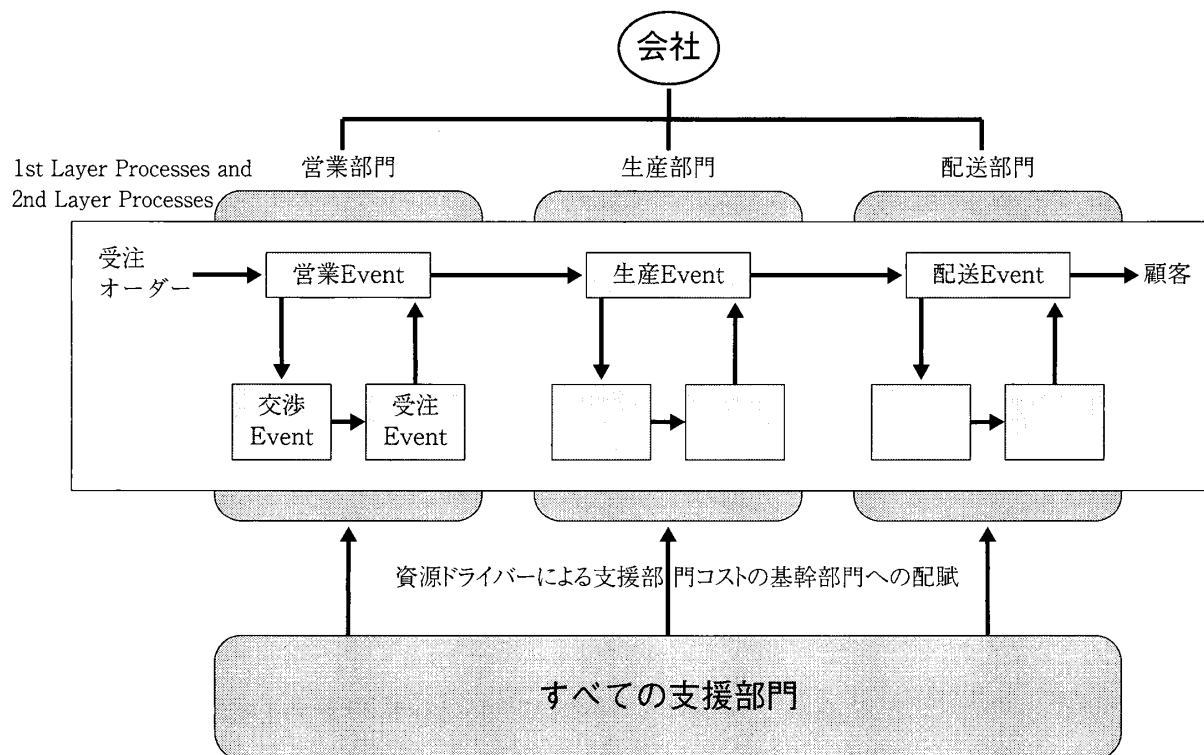 会社
1st Layer Processes and
2nd Layer Processes
営業部門
生産部門
配送部門
受注
オーダー
営業Event
生産Event
配送Event
顧客
交渉
Event
受注
Event
資源ドライバーによる支援部門コストの基幹部門への配賦
すべての支援部門